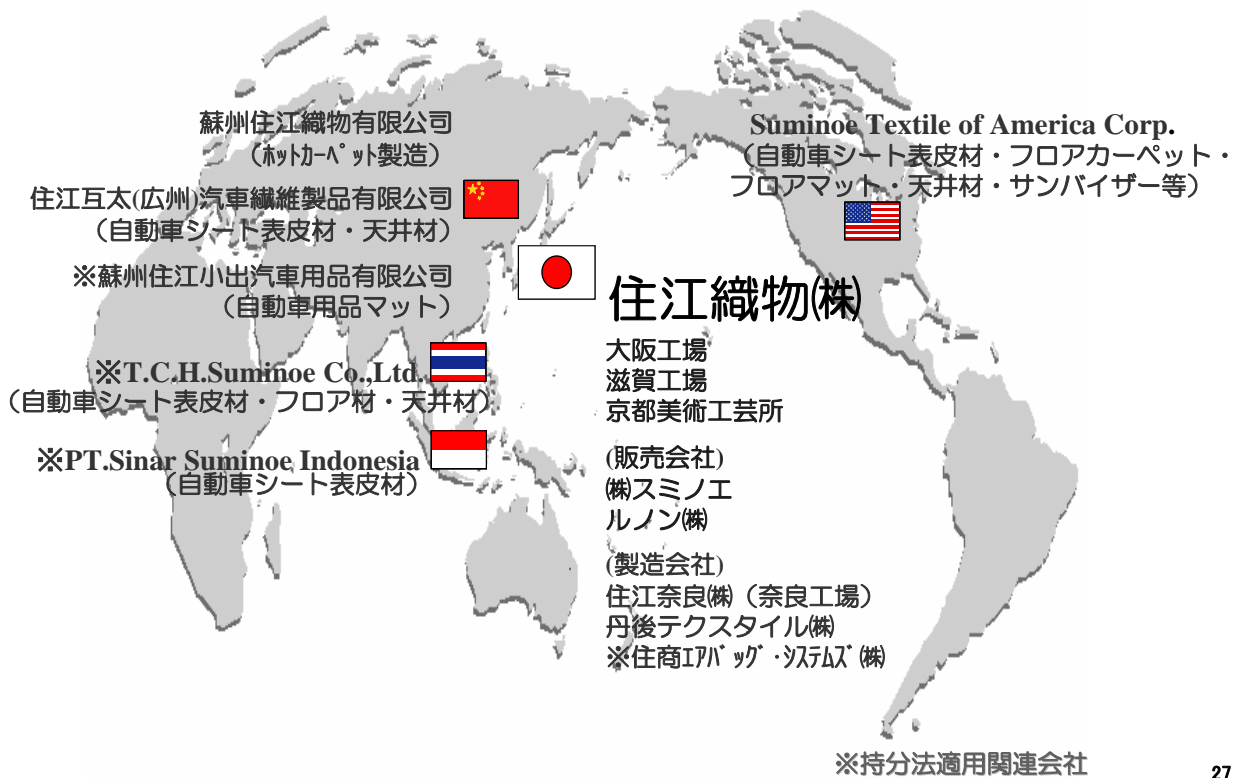 蘇州住江織物有限公司
（ﾎｯﾄｶｰﾍﾟｯﾄ製造）
住江互太(広州)汽車繊維製品有限公司
（自動車シート表皮材・天井材）
※蘇州住江小出汽車用品有限公司
（自動車用品マット）
※T.C.H.Suminoe Co.,Ltd.
（自動車シート表皮材・フロア材・天井材）
※PT.Sinar Suminoe Indonesia
（自動車シート表皮材）
Suminoe Textile of America Corp.
（自動車シート表皮材・フロアカーペット・
フロアマット・天井材・サンバイザー等）
住江織物㈱
大阪工場
滋賀工場
京都美術工芸所
(販売会社)
㈱スミノエ
ルノン㈱
(製造会社)
住江奈良㈱（奈良工場）
丹後テクスタイル㈱
※住商ｴｱﾊﾞｯｸﾞ･ｼｽﾃﾑｽﾞ㈱
※持分法適用関連会社
27